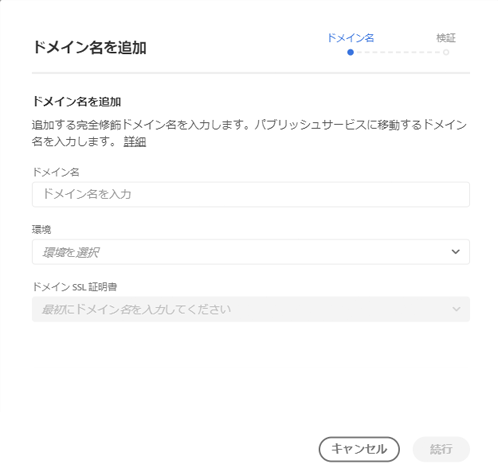 ドメイン名を追加
ドメイン名 検証
ドメイン名を追加
追加する完全修飾ドメイン名を入力します。パブリッシュサービスに移動するドメイン
名を入力します。 詳細
ドメイン名
ドメイン名を入力
環境
環境を選択
ドメイン SSL 証明書
最初にドメイン名を入力してください
キャンセル 続行